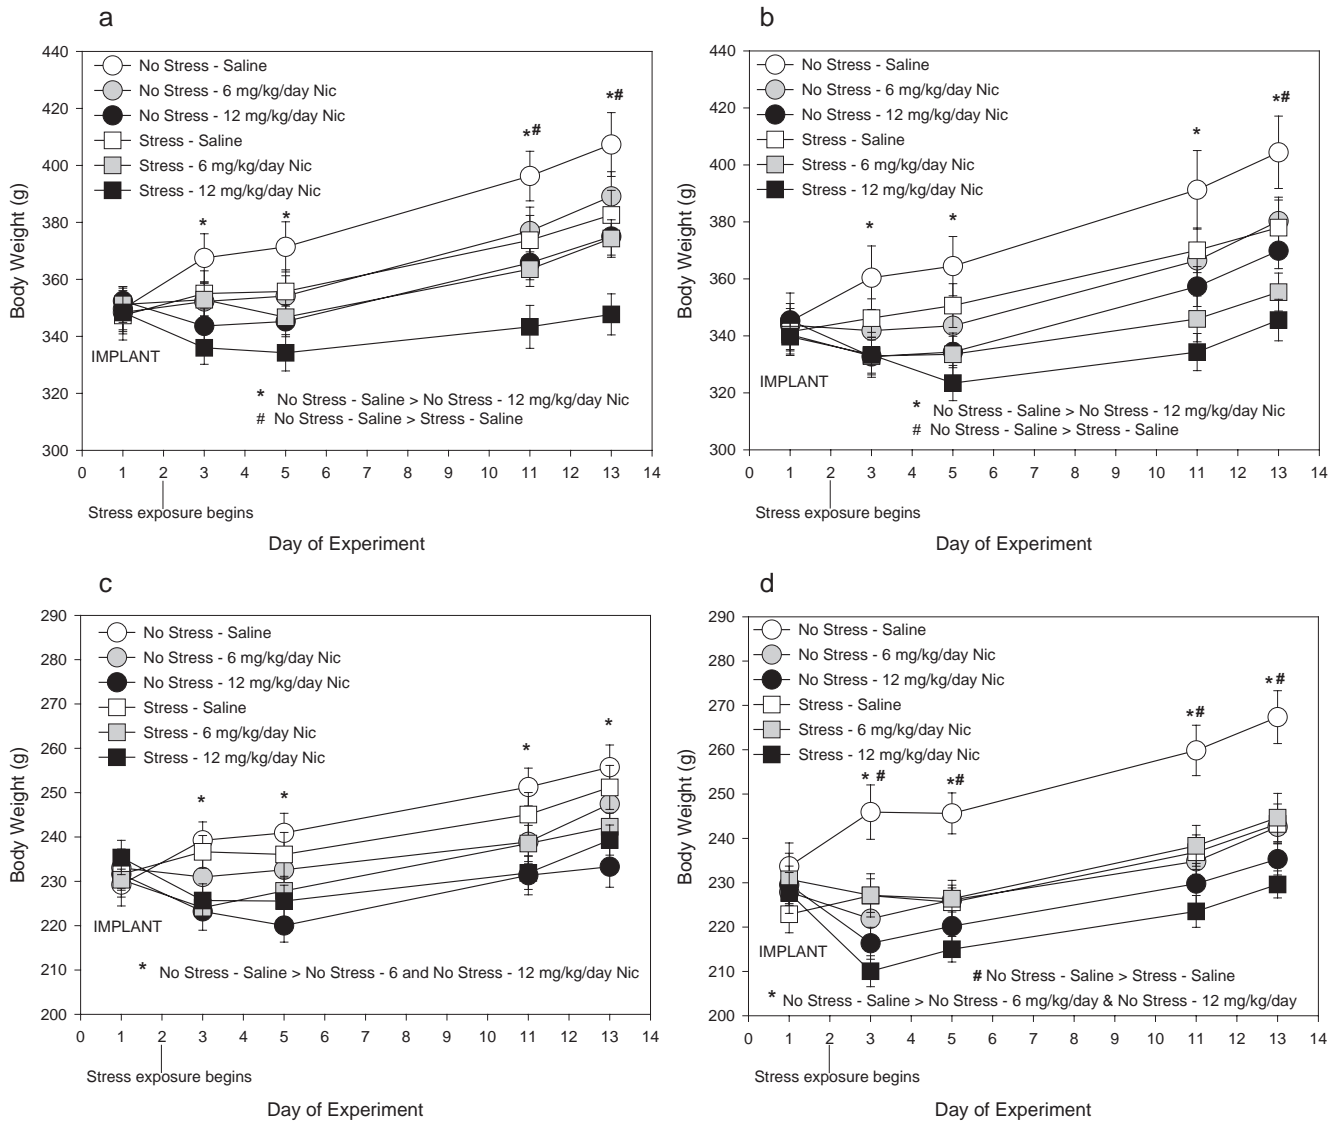 a
440
420
400
380
360
340
320
300
Body Weight (g)
No Stress - Saline
No Stress - 6 mg/kg/day Nic
No Stress - 12 mg/kg/day Nic
Stress - Saline
Stress - 6 mg/kg/day Nic
Stress - 12 mg/kg/day Nic
*
*
*#
*#
IMPLANT
* No Stress - Saline > No Stress - 12 mg/kg/day Nic
# No Stress - Saline > Stress - Saline
0 1 2 3 4 5 6 7 8 9 10 11 12 13 14
Stress exposure begins
Day of Experiment
b
440
420
400
380
360
340
320
300
Body Weight (g)
No Stress - Saline
No Stress - 6 mg/kg/day Nic
No Stress - 12 mg/kg/day Nic
Stress - Saline
Stress - 6 mg/kg/day Nic
Stress - 12 mg/kg/day Nic
*
*
*
*#
IMPLANT
* No Stress - Saline > No Stress - 12 mg/kg/day Nic
# No Stress - Saline > Stress - Saline
0 1 2 3 4 5 6 7 8 9 10 11 12 13 14
Stress exposure begins
Day of Experiment
c
290
280
270
260
250
240
230
220
210
200
Body Weight (g)
No Stress - Saline
No Stress - 6 mg/kg/day Nic
No Stress - 12 mg/kg/day Nic
Stress - Saline
Stress - 6 mg/kg/day Nic
Stress - 12 mg/kg/day Nic
*
*
*
*
IMPLANT
* No Stress - Saline > No Stress - 6 and No Stress - 12 mg/kg/day Nic
0 1 2 3 4 5 6 7 8 9 10 11 12 13 14
Stress exposure begins
Day of Experiment
d
290
280
270
260
250
240
230
220
210
200
Body Weight (g)
No Stress - Saline
No Stress - 6 mg/kg/day Nic
No Stress - 12 mg/kg/day Nic
Stress - Saline
Stress - 6 mg/kg/day Nic
Stress - 12 mg/kg/day Nic
* #
*#
*#
*#
IMPLANT
# No Stress - Saline > Stress - Saline
* No Stress - Saline > No Stress - 6 mg/kg/day & No Stress - 12 mg/kg/day
0 1 2 3 4 5 6 7 8 9 10 11 12 13 14
Stress exposure begins
Day of Experiment